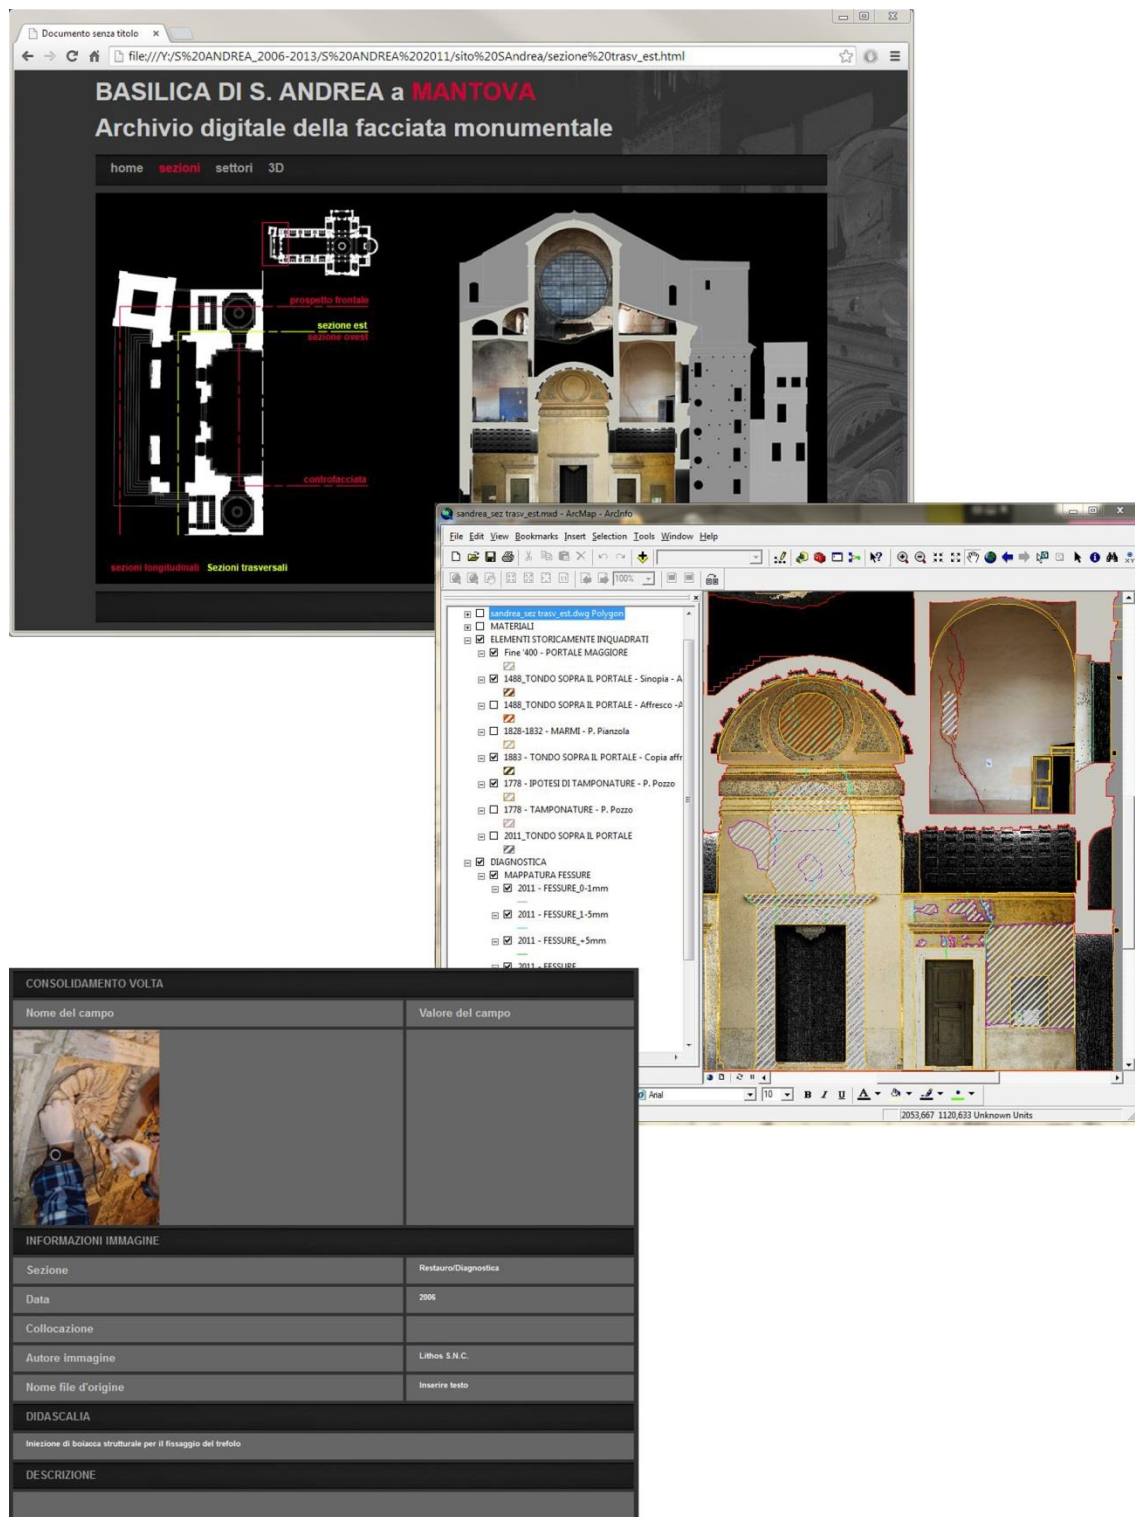 Documento senza titolo
file:///Y:/S%20ANDREA_2006-2013/S%20ANDREA%202011/sito%20SAndrea/sezione%20trasv_est.html
BASILICA DI S. ANDREA a MANTOVA
Archivio digitale della facciata monumentale
home sezioni settori 3D
prospetto frontale
sezione est
sezione ovest
controfacciata
sezioni longitudinali Sezioni trasversali
sandrea_sez trasv_est.mxd - ArcMap - ArcInfo
File Edit View Bookmarks Insert Selection Tools Window Help
100%
sandrea_sez trasv_est.dwg Polygon
MATERIALI
ELEMENTI STORICAMENTE INQUADRATI
Fine '400 - PORTALE MAGGIORE
1488_TONDO SOPRA IL PORTALE - Sinopia - A
1488_TONDO SOPRA IL PORTALE - Affresco -A
1828-1832 - MARMI - P. Pianzola
1883 - TONDO SOPRA IL PORTALE - Copia affr
1778 - IPOTESI DI TAMPONATURE - P. Pozzo
1778 - TAMPONATURE - P. Pozzo
2011_TONDO SOPRA IL PORTALE
DIAGNOSTICA
MAPPATURA FESSURE
2011 - FESSURE_0-1mm
2011 - FESSURE_1-5mm
2011 - FESSURE_+5mm
2011 - FESSURE
Arial 10 B I U A
2053,667 1120,633 Unknown Units
CONSOLIDAMENTO VOLTA
Nome del campo Valore del campo
INFORMAZIONI IMMAGINE
Sezione Restauro/Diagnostica
Data 2006
Collocazione
Autore immagine Lithos S.N.C.
Nome file d'origine Inserire testo
DIDASCALIA
Iniezione di boiacca strutturale per il fissaggio del trefolo
DESCRIZIONE